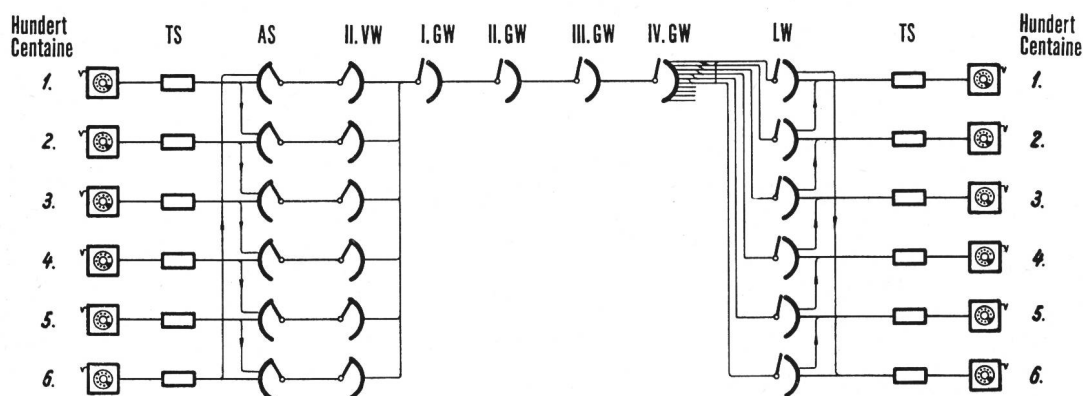 Hundert
Centaine
TS
AS
II. VW
I. GW
II. GW
III. GW
IV. GW
LW
TS
Hundert
Centaine
1.
1.
2.
2.
3.
3.
4.
4.
5.
5.
6.
6.